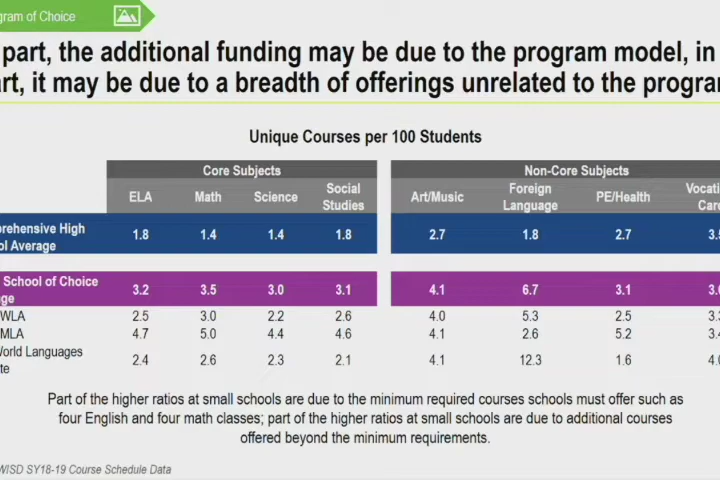 gram of Choice
part, the additional funding may be due to the program model, in
rt, it may be due to a breadth of offerings unrelated to the program
Unique Courses per 100 Students
Core Subjects Non-Core Subjects
ELA Math Science Social Studies Art/Music Foreign Language PE/Health Vocati Care
prehensive High ol Average 1.8 1.4 1.4 1.8 2.7 1.8 2.7 3.5
School of Choice ge 3.2 3.5 3.0 3.1 4.1 6.7 3.1
WLA 2.5 3.0 2.2 2.6 4.0 5.3 2.5 3.3
MLA 4.7 5.0 4.4 4.6 4.1 2.6 5.2 3.4
orld Languages te 2.4 2.6 2.3 2.1 4.1 12.3 1.6 4.0
Part of the higher ratios at small schools are due to the minimum required courses schools must offer such as
four English and four math classes; part of the higher ratios at small schools are due to additional courses
offered beyond the minimum requirements.
WISD SY18-19 Course Schedule Data